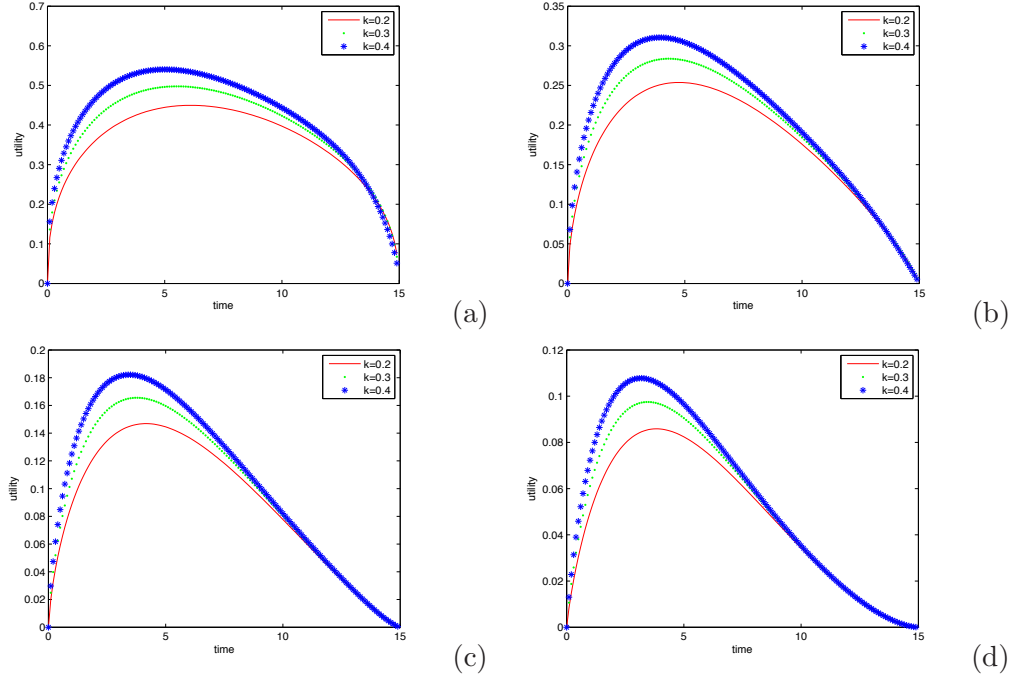 0.7
0.6
0.5
0.4
0.3
0.2
0.1
0
utility
k=0.2
k=0.3
k=0.4
0 5 10 15
time
(a)
0.35
0.3
0.25
0.2
0.15
0.1
0.05
0
utility
k=0.2
k=0.3
k=0.4
0 5 10 15
time
(b)
0.2
0.18
0.16
0.14
0.12
0.1
0.08
0.06
0.04
0.02
0
utility
k=0.2
k=0.3
k=0.4
0 5 10 15
time
(c)
0.12
0.1
0.08
0.06
0.04
0.02
0
utility
k=0.2
k=0.3
k=0.4
0 5 10 15
time
(d)